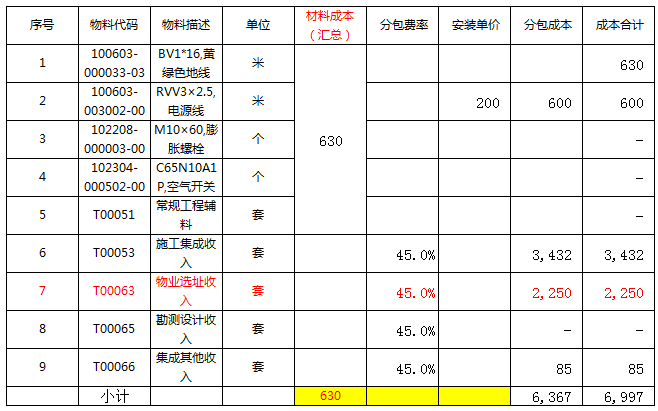 序号 物料代码 物料描述 单位 材料成本（汇总） 分包费率 安装单价 分包成本 成本合计
1 100603-000033-03 BV1*16,黄绿色地线 米 630 630
2 100603-003002-00 RVV3×2.5,电源线 米 200 600 600
3 102208-000003-00 M10×60,膨胀螺栓 个 –
4 102304-000502-00 C65N10A1P,空气开关 个 –
5 T00051 常规工程辅料 套 –
6 T00053 施工集成收入 套 45.0% 3,432 3,432
7 T00063 物业选址收入 套 45.0% 2,250 2,250
8 T00065 勘测设计收入 套 45.0% – –
9 T00066 集成其他收入 套 45.0% 85 85
小计 630 6,367 6,997